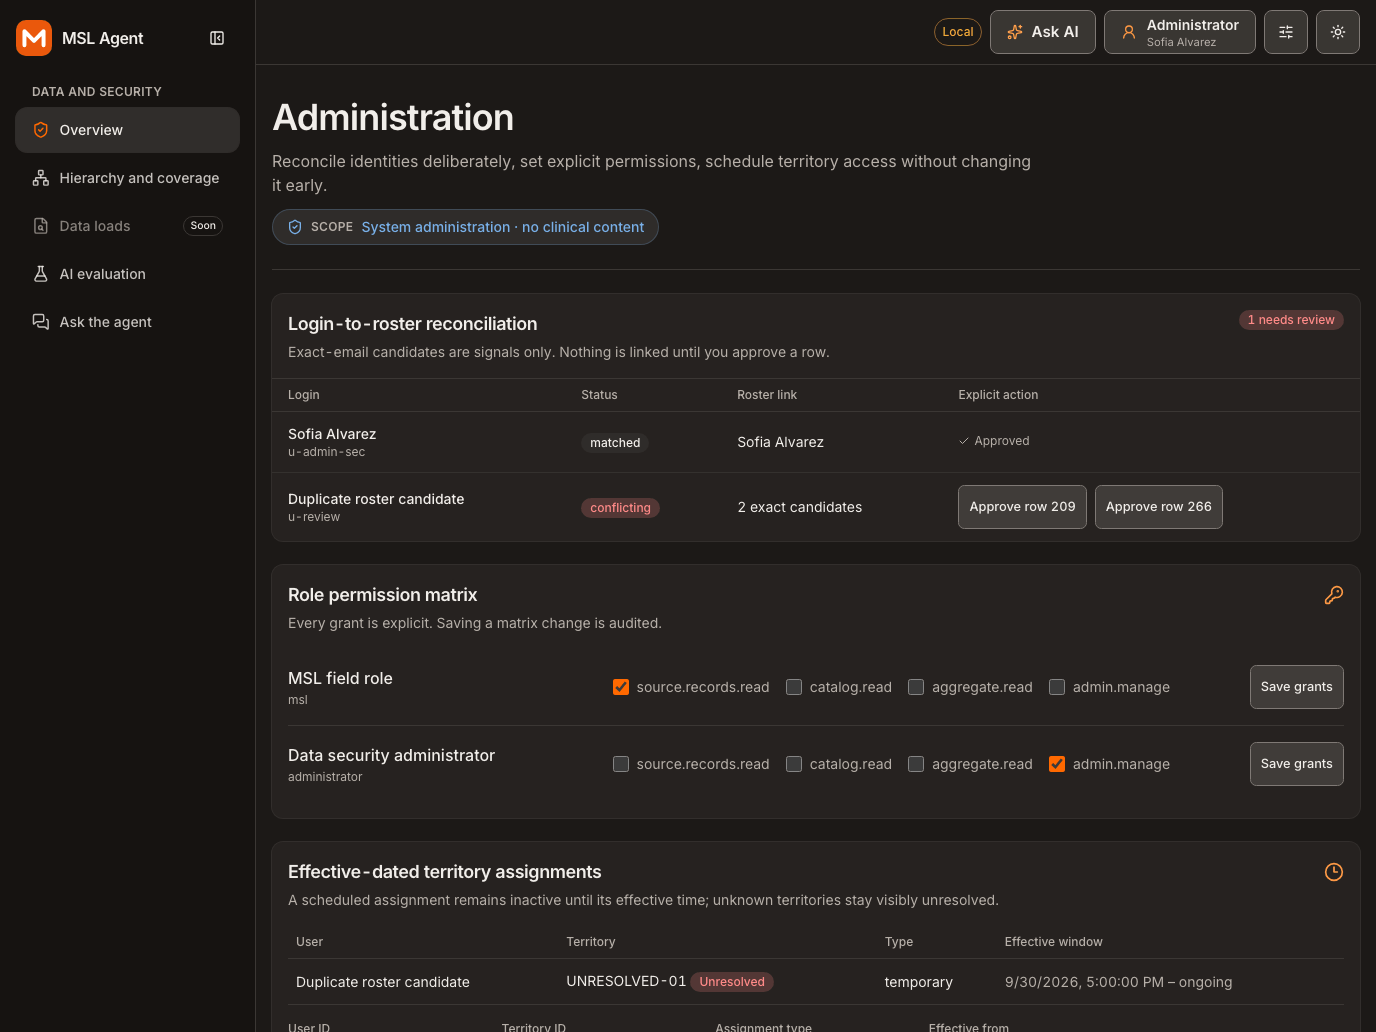 MSL Agent
DATA AND SECURITY
Overview
Hierarchy and coverage
Data loads Soon
AI evaluation
Ask the agent
Local
Ask AI
Administrator
Sofia Alvarez
Administration
Reconcile identities deliberately, set explicit permissions, schedule territory access without changing
it early.
SCOPE System administration · no clinical content
Login-to-roster reconciliation
1 needs review
Exact-email candidates are signals only. Nothing is linked until you approve a row.
Login Status Roster link Explicit action
Sofia Alvarez
u-admin-sec
matched
Sofia Alvarez
Approved
Duplicate roster candidate
u-review
conflicting
2 exact candidates
Approve row 209 Approve row 266
Role permission matrix
Every grant is explicit. Saving a matrix change is audited.
MSL field role
msl
source.records.read catalog.read aggregate.read admin.manage
Save grants
Data security administrator
administrator
source.records.read catalog.read aggregate.read admin.manage
Save grants
Effective-dated territory assignments
A scheduled assignment remains inactive until its effective time; unknown territories stay visibly unresolved.
User Territory Type Effective window
Duplicate roster candidate UNRESOLVED-01 Unresolved temporary 9/30/2026, 5:00:00 PM – ongoing
User ID Territory ID Assignment type Effective from